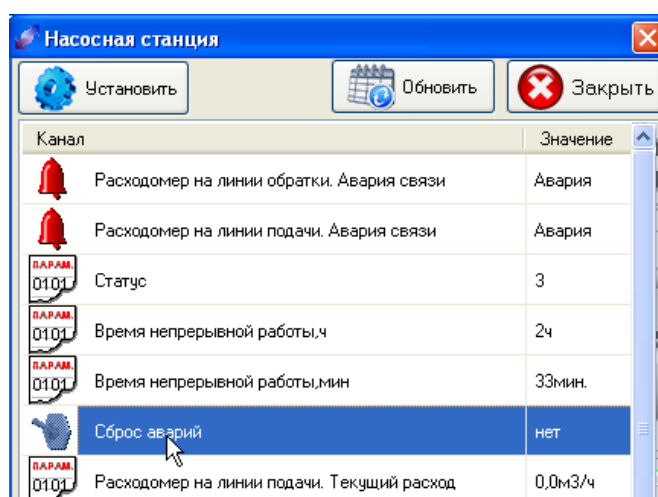 Насосная станция
Установить
Обновить
Закрыть
Канал Значение
Расходомер на линии обратки. Авария связи Авария
Расходомер на линии подачи. Авария связи Авария
ПАРАМ.
0101
Статус 3
ПАРАМ.
0101
Время непрерывной работы,ч 2ч
ПАРАМ.
0101
Время непрерывной работы,мин 33мин.
Сброс аварий нет
ПАРАМ.
0101
Расходомер на линии подачи. Текущий расход 0,0м3/ч